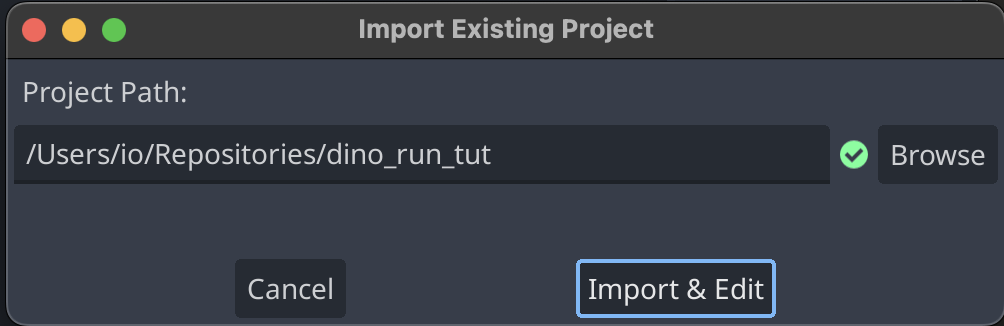 Import Existing Project
Project Path:
/Users/io/Repositories/dino_run_tut Browse
Cancel Import & Edit